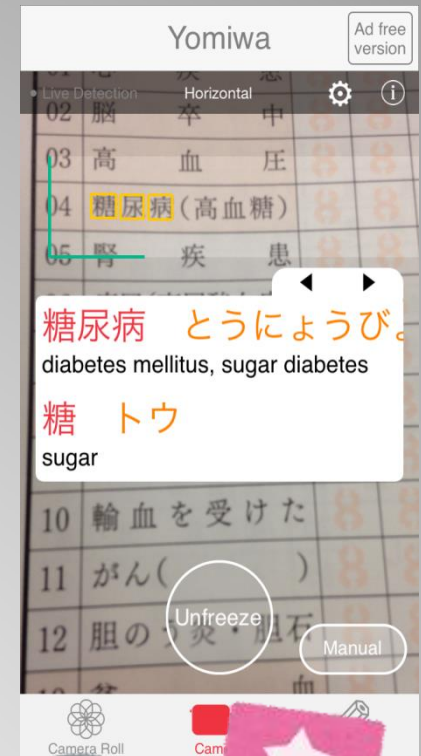 Yomiwa
Ad free
version
Live Detection
Horizontal
02 脳 卒 中
03 高 血 圧
04 糖尿病(高血糖)
05 腎 疾 患
糖尿病 とうにょうび
diabetes mellitus, sugar diabetes
糖 トウ
sugar
10 輸血を受けた
11 がん( )
Unfreeze
12 胆のう炎・胆石
Manual
Camera Roll